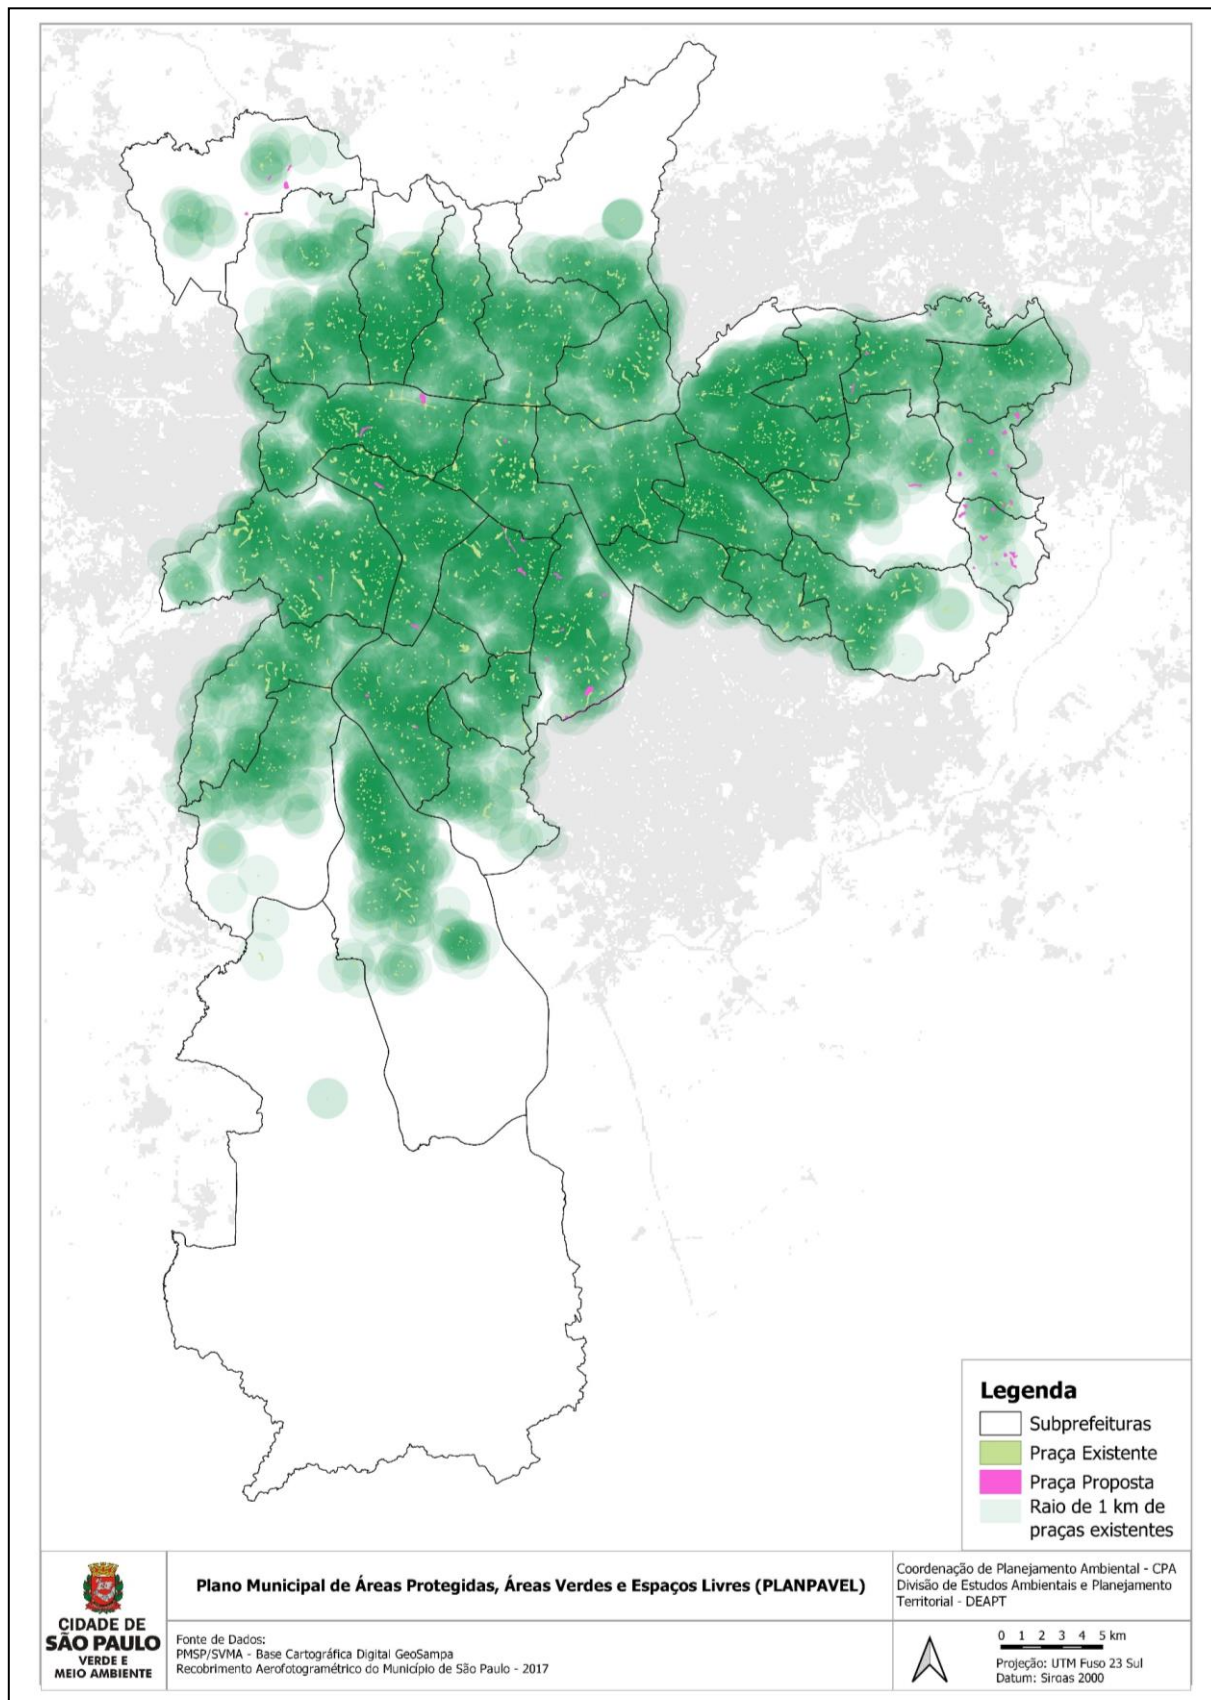 Legenda
Subprefeituras
Praça Existente
Praça Proposta
Raio de 1 km de
praças existentes
CIDADE DE
SÃO PAULO
VERDE E
MEIO AMBIENTE
Plano Municipal de Áreas Protegidas, Áreas Verdes e Espaços Livres (PLANPAVEL)
Fonte de Dados:
PMSP/SVMA - Base Cartográfica Digital GeoSampa
Recobrimento Aerofotogramétrico do Município de São Paulo - 2017
Coordenação de Planejamento Ambiental - CPA
Divisão de Estudos Ambientais e Planejamento
Territorial - DEAPT
0 1 2 3 4 5 km
Projeção: UTM Fuso 23 Sul
Datum: Sirgas 2000